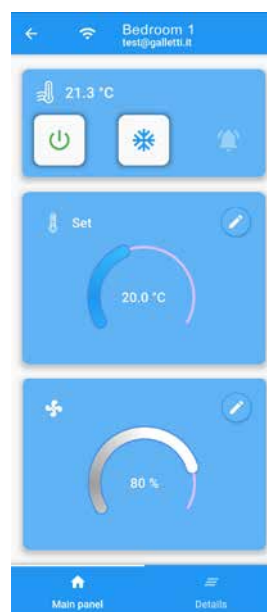 Bedroom 1
test@galletti.it
21.3 °C
Set
20.0 °C
80 %
Main panel
Details